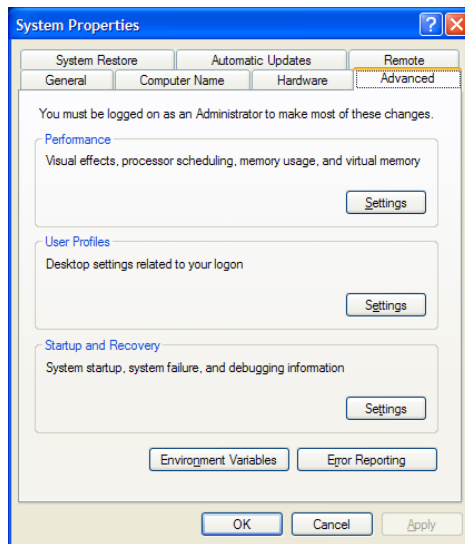 System Properties
System Restore Automatic Updates Remote
General Computer Name Hardware Advanced
You must be logged on as an Administrator to make most of these changes.
Performance
Visual effects, processor scheduling, memory usage, and virtual memory
Settings
User Profiles
Desktop settings related to your logon
Settings
Startup and Recovery
System startup, system failure, and debugging information
Settings
Environment Variables Error Reporting
OK Cancel Apply